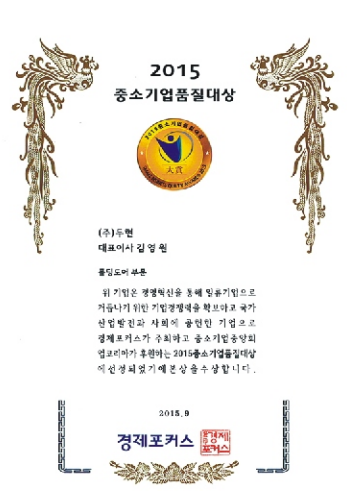 2015
중소기업품질대상
大賞
(주)두현
대표이사 김영원
폴딩도어 부문
위 기업은 경영혁신을 통해 일류기업으로
거듭나기 위한 기업경쟁력을 확보하고 국가
산업발전과 사회에 공헌한 기업으로
경제포커스가 주최하고 중소기업중앙회
업코리아가 후원하는 2015중소기업품질대상
에 선정되었기에 본상을 수상합니다.
2015.9
경제포커스
경제
포커스